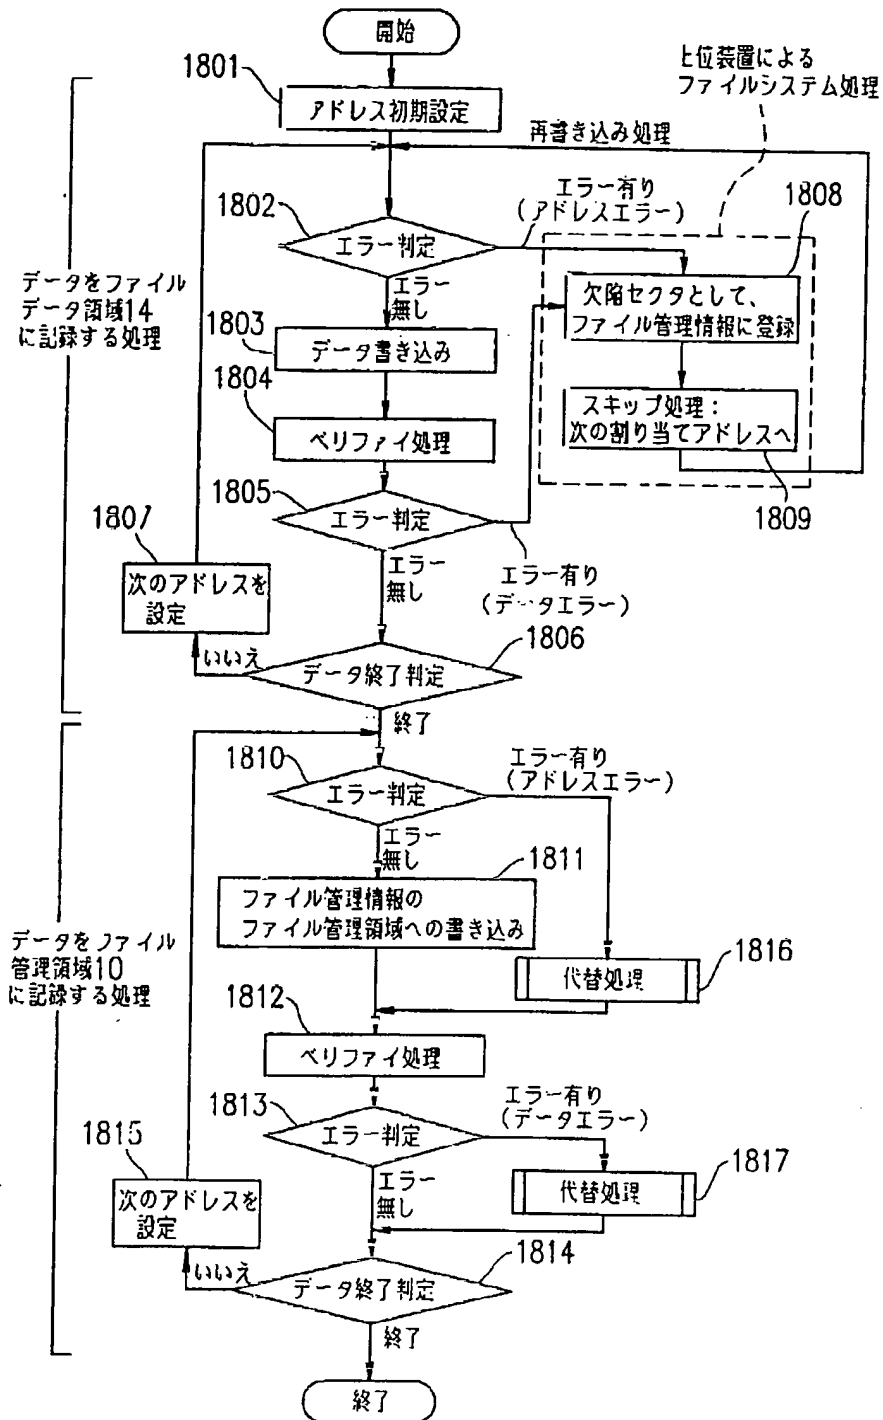 開始
1801
アドレス初期設定
上位装置による
ファイルシステム処理
再書き込み処理
エラー有り
(アドレスエラー)
1802
エラー判定
エラー
無し
1808
欠陥セクタとして、
ファイル管理情報に登録
データをファイル
データ領域14
に記録する処理
1803
データ書き込み
1804
ベリファイ処理
スキップ処理:
次の割り当てアドレスへ
1809
1805
エラー判定
エラー
無し
エラー有り
(データエラー)
1807
次のアドレスを
設定
いいえ
1806
データ終了判定
終了
1810
エラー判定
エラー有り
(アドレスエラー)
エラー
無し
1811
ファイル管理情報の
ファイル管理領域への書き込み
データをファイル
管理領域10
に記録する処理
1816
代替処理
1812
ベリファイ処理
1813
エラー判定
エラー有り
(データエラー)
エラー
無し
1817
代替処理
1815
次のアドレスを
設定
いいえ
1814
データ終了判定
終了
終了